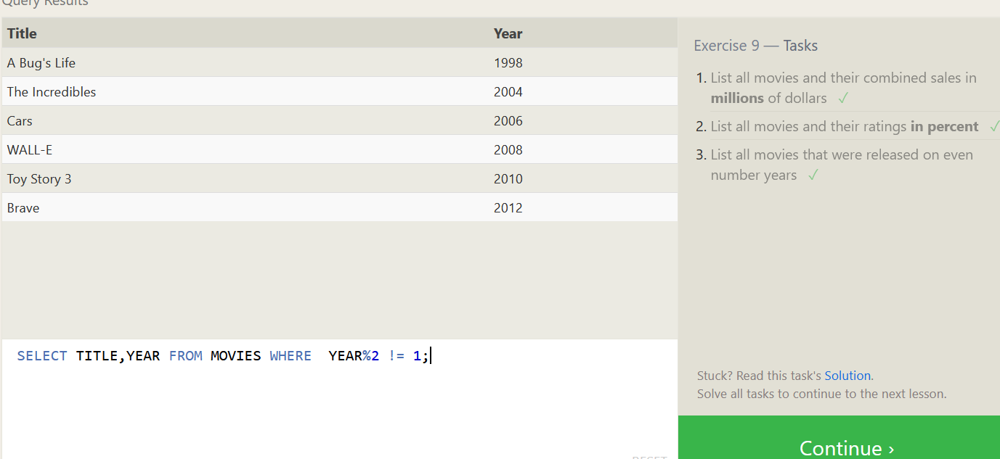 Query Results
Title Year
A Bug's Life 1998
The Incredibles 2004
Cars 2006
WALL-E 2008
Toy Story 3 2010
Brave 2012
SELECT TITLE,YEAR FROM MOVIES WHERE  YEAR%2 != 1;
RESET
Exercise 9 — Tasks
1. List all movies and their combined sales in
millions of dollars ✓
2. List all movies and their ratings in percent ✓
3. List all movies that were released on even
number years ✓
Stuck? Read this task's Solution.
Solve all tasks to continue to the next lesson.
Continue ›